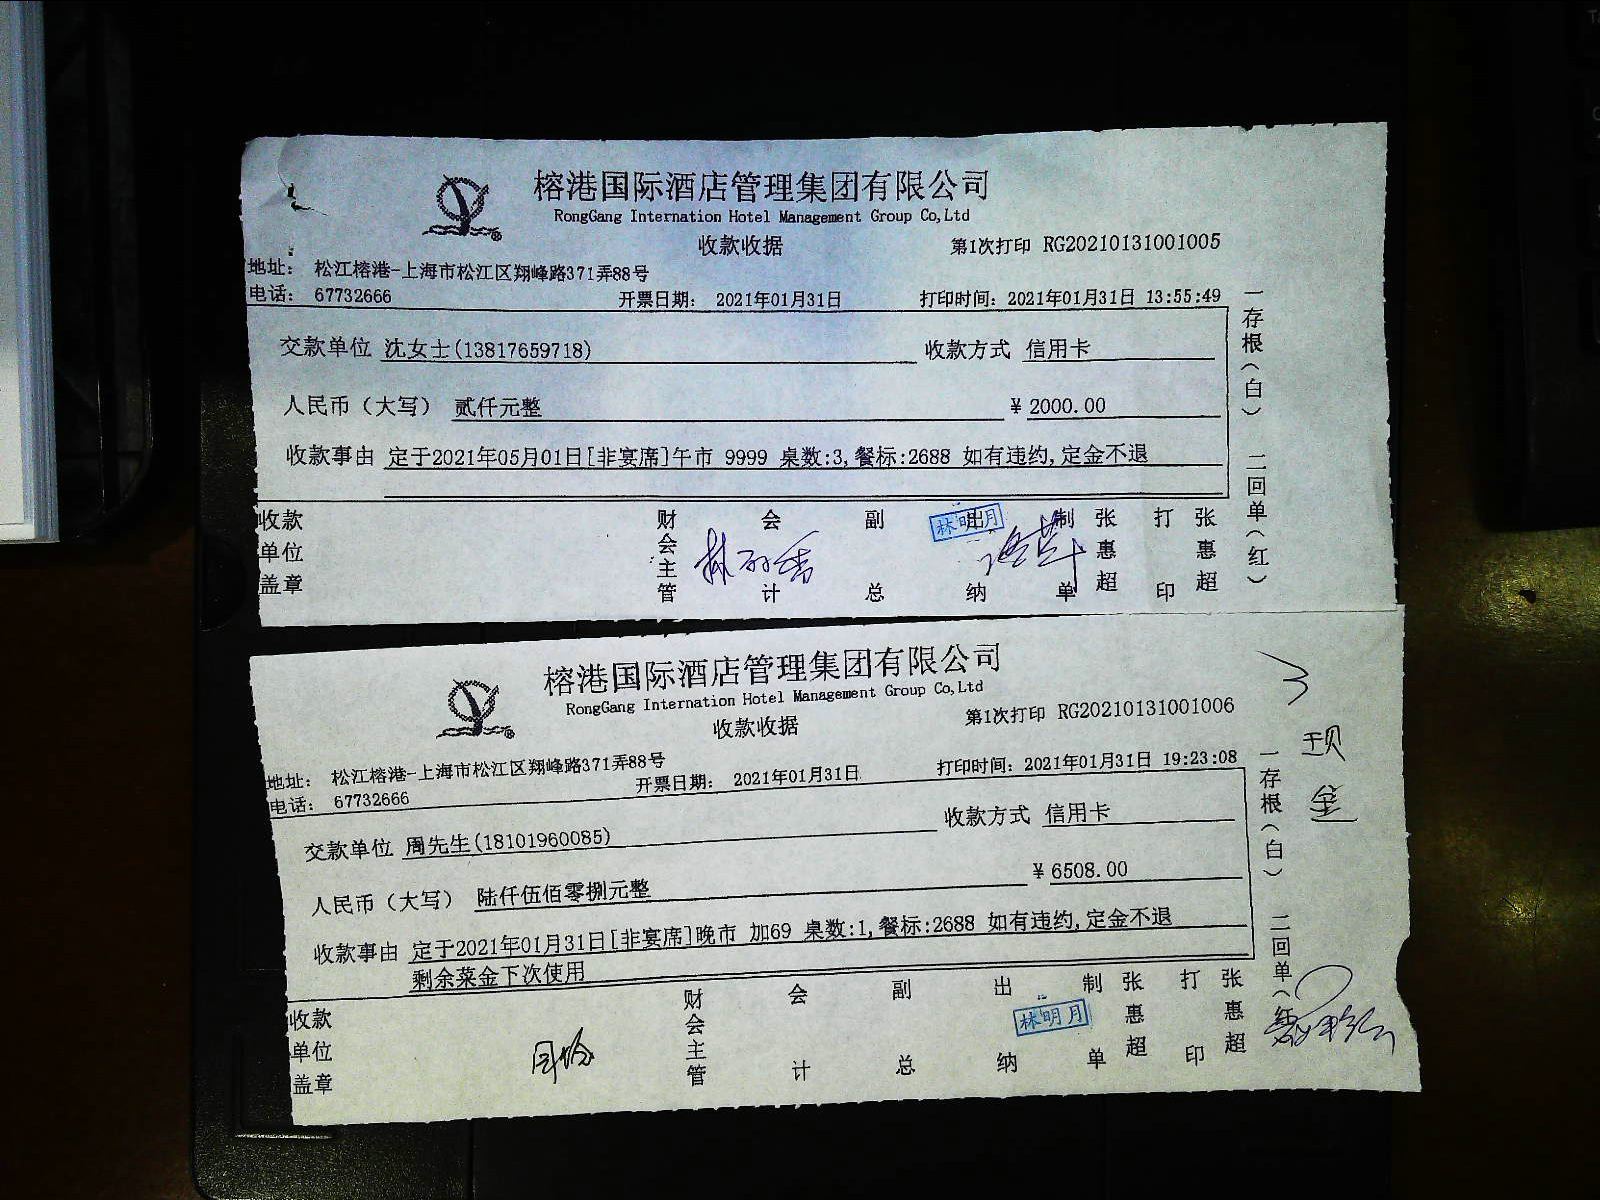 榕港国际酒店管理集团有限公司
RongGang Internation Hotel Management Group Co,Ltd
收款收据
第1次打印 RG20210131001005
地址： 松江榕港-上海市松江区翔峰路371弄88号
电话： 67732666
开票日期： 2021年01月31日
打印时间：2021年01月31日 13:55:49
交款单位 沈女士(13817659718)
收款方式 信用卡
人民币（大写） 贰仟元整
¥ 2000.00
收款事由 定于2021年05月01日[非宴席]午市 9999 桌数:3,餐标:2688 如有违约,定金不退
收款单位盖章
财会主管
会计
副总
出纳
林明月
制单
张惠超
打印
张惠超
一存根（白） 二回单（红）
榕港国际酒店管理集团有限公司
RongGang Internation Hotel Management Group Co,Ltd
收款收据
第1次打印 RG20210131001006
地址： 松江榕港-上海市松江区翔峰路371弄88号
电话： 67732666
开票日期： 2021年01月31日
打印时间：2021年01月31日 19:23:08
交款单位 周先生(18101960085)
收款方式 信用卡
人民币（大写） 陆仟伍佰零捌元整
¥ 6508.00
收款事由 定于2021年01月31日[非宴席]晚市 加69 桌数:1,餐标:2688 如有违约,定金不退
剩余菜金下次使用
收款单位盖章
财会主管
会计
副总
出纳
林明月
制单
张惠超
打印
张惠超
一存根（白） 二回单（红
现金